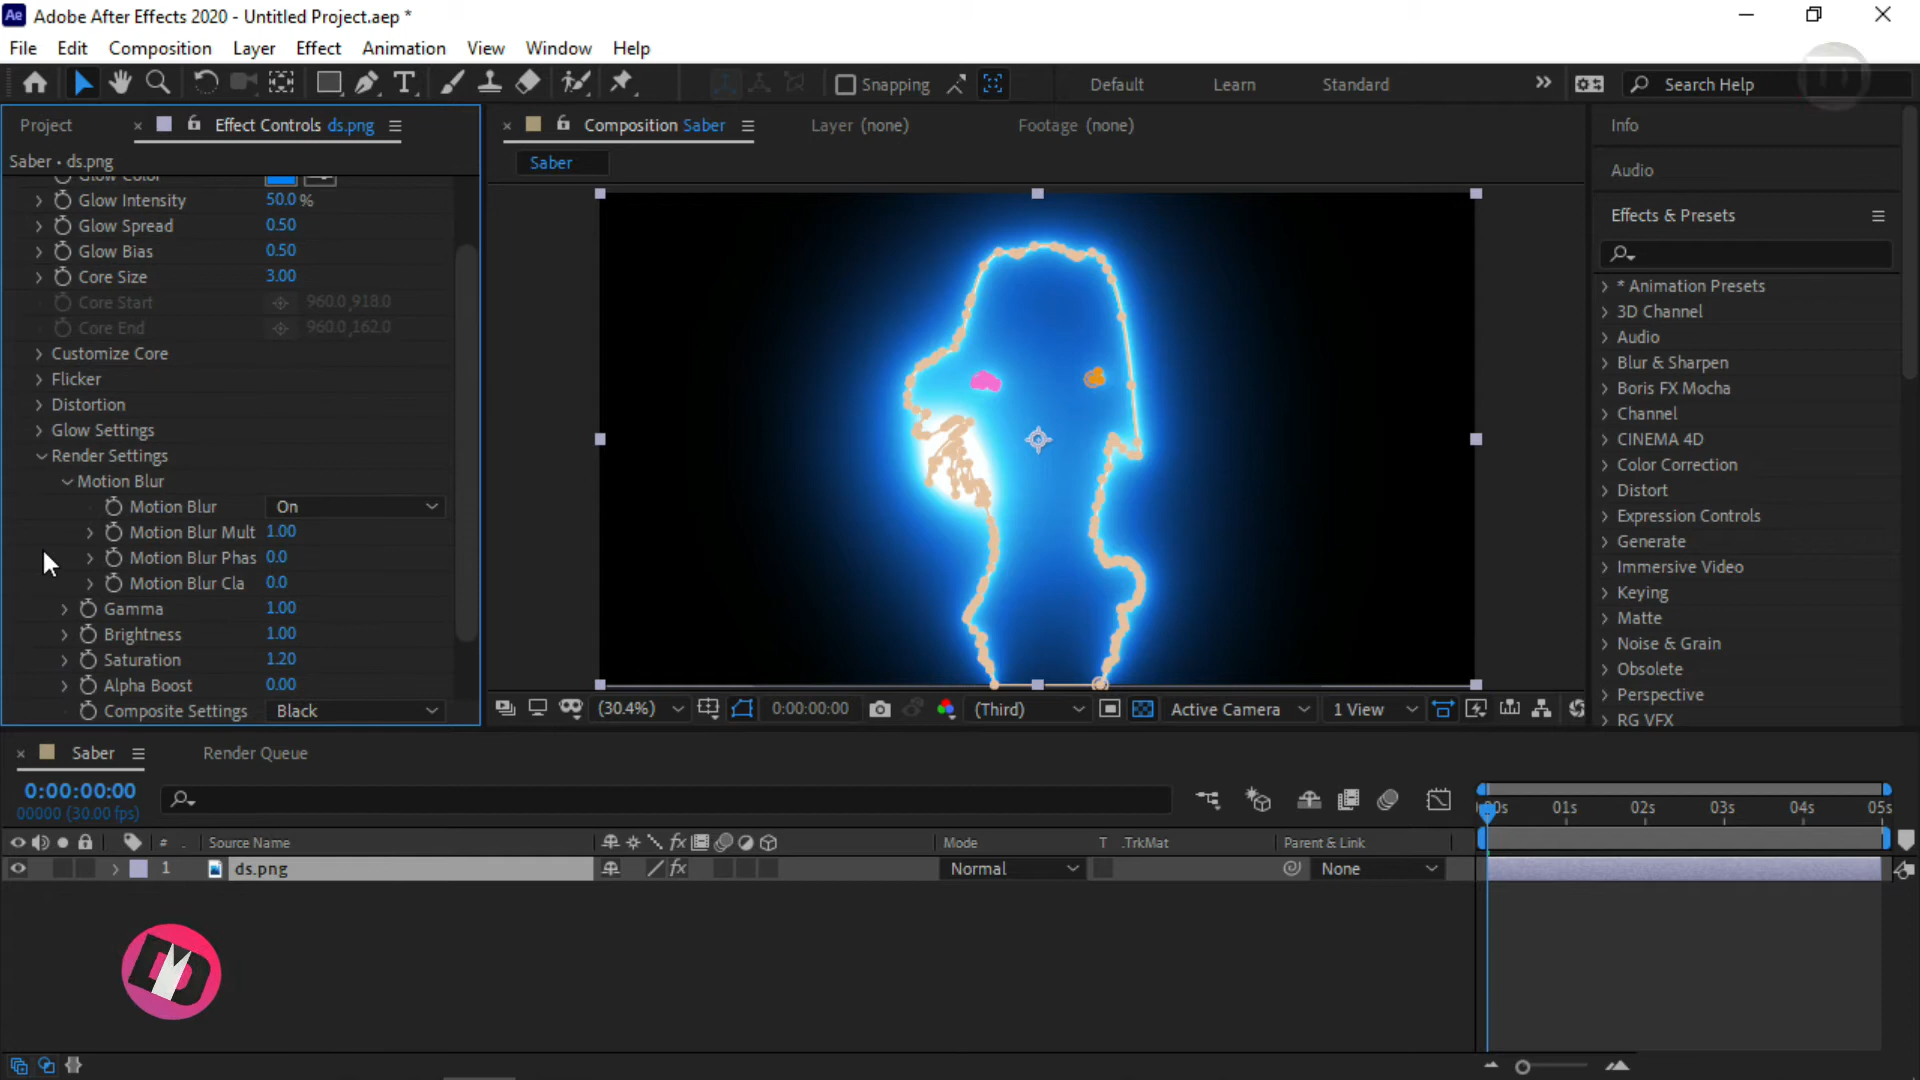 Ae Adobe After Effects 2020 - Untitled Project.aep *
File Edit Composition Layer Effect Animation View Window Help
Snapping Default Learn Standard Search Help
Project Effect Controls ds.png
Composition Saber Layer (none) Footage (none)
Saber • ds.png
Saber
Glow Color
Glow Intensity 50.0 %
Glow Spread 0.50
Glow Bias 0.50
Core Size 3.00
Core Start 960.0,918.0
Core End 960.0,162.0
Customize Core
Flicker
Distortion
Glow Settings
Render Settings
Motion Blur
Motion Blur On
Motion Blur Mult 1.00
Motion Blur Phas 0.0
Motion Blur Cla 0.0
Gamma 1.00
Brightness 1.00
Saturation 1.20
Alpha Boost 0.00
Composite Settings Black
(30.4%) 0:00:00:00 (Third) Active Camera 1 View
Info
Audio
Effects & Presets
* Animation Presets
3D Channel
Audio
Blur & Sharpen
Boris FX Mocha
Channel
CINEMA 4D
Color Correction
Distort
Expression Controls
Generate
Immersive Video
Keying
Matte
Noise & Grain
Obsolete
Perspective
RG VFX
Saber Render Queue
0:00:00:00
00000 (30.00 fps)
00s 01s 02s 03s 04s 05s
# Source Name Mode T .TrkMat Parent & Link
1 ds.png Normal None